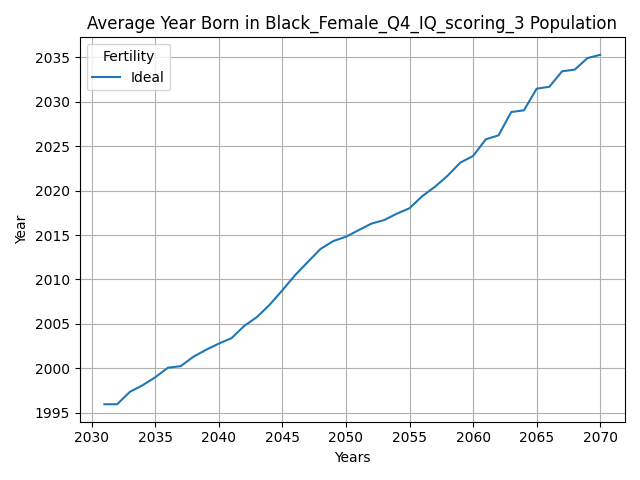 Average Year Born in Black_Female_Q4_IQ_scoring_3 Population
Fertility
Ideal
Year
2035
2030
2025
2020
2015
2010
2005
2000
1995
2030 2035 2040 2045 2050 2055 2060 2065 2070
Years